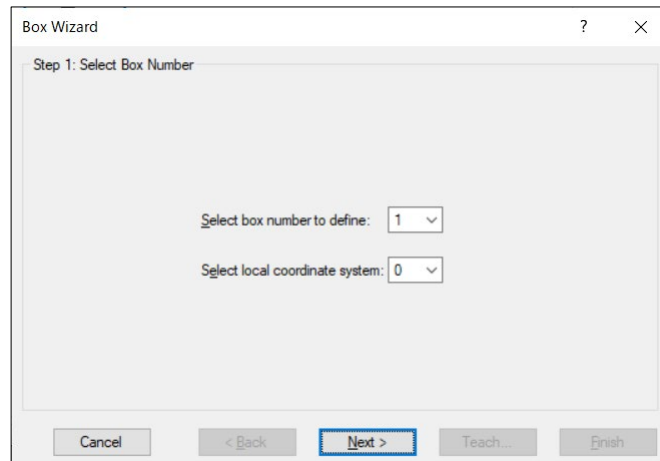 Box Wizard ? ×
Step 1: Select Box Number
Select box number to define: 1
Select local coordinate system: 0
Cancel < Back Next > Teach... Finish